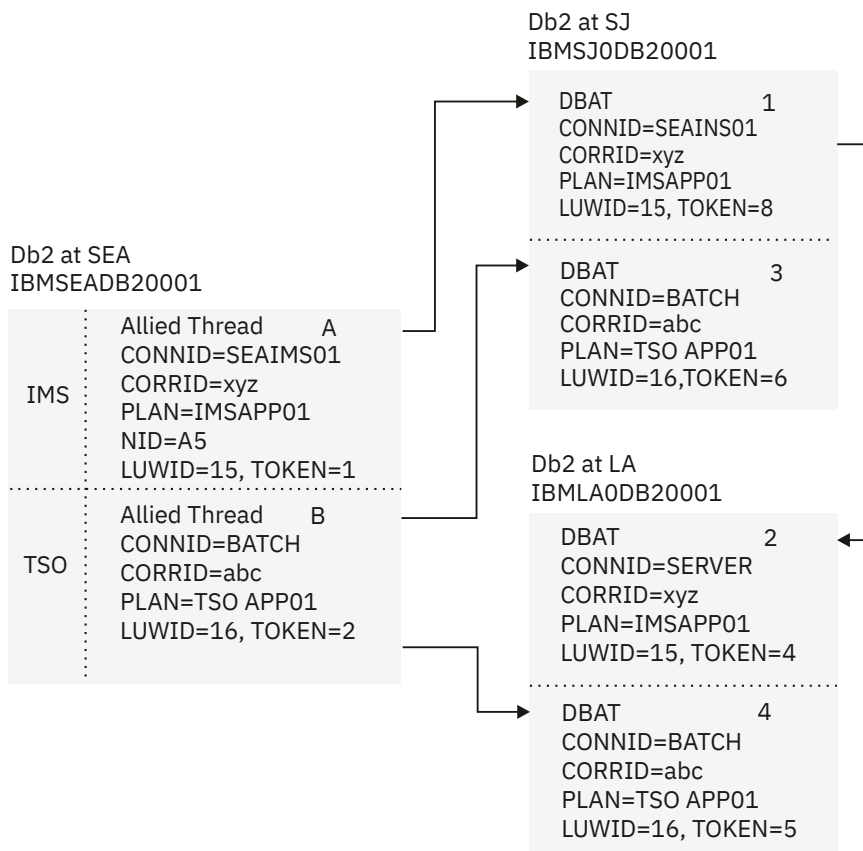 Db2 at SJ
IBMSJ0DB20001
DBAT 1
CONNID=SEAINS01
CORRID=xyz
PLAN=IMSAPP01
LUWID=15, TOKEN=8
DBAT 3
CONNID=BATCH
CORRID=abc
PLAN=TSO APP01
LUWID=16,TOKEN=6
Db2 at SEA
IBMSEADB20001
IMS
Allied Thread A
CONNID=SEAIMS01
CORRID=xyz
PLAN=IMSAPP01
NID=A5
LUWID=15, TOKEN=1
TSO
Allied Thread B
CONNID=BATCH
CORRID=abc
PLAN=TSO APP01
LUWID=16, TOKEN=2
Db2 at LA
IBMLA0DB20001
DBAT 2
CONNID=SERVER
CORRID=xyz
PLAN=IMSAPP01
LUWID=15, TOKEN=4
DBAT 4
CONNID=BATCH
CORRID=abc
PLAN=TSO APP01
LUWID=16, TOKEN=5